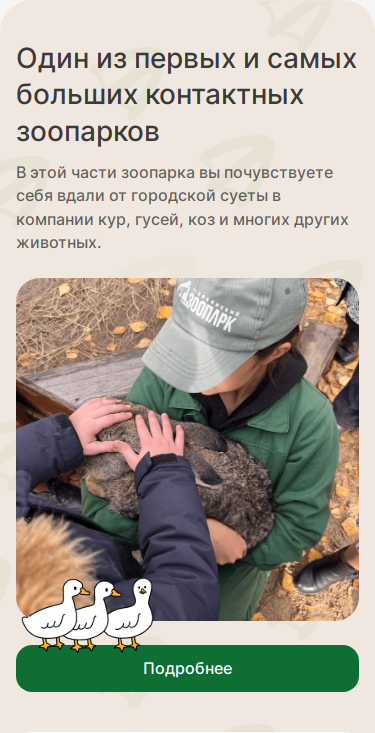 Один из первых и самых
больших контактных
зоопарков
В этой части зоопарка вы почувствуете
себя вдали от городской суеты в
компании кур, гусей, коз и многих других
животных.
ЗООПАРК
Подробнее